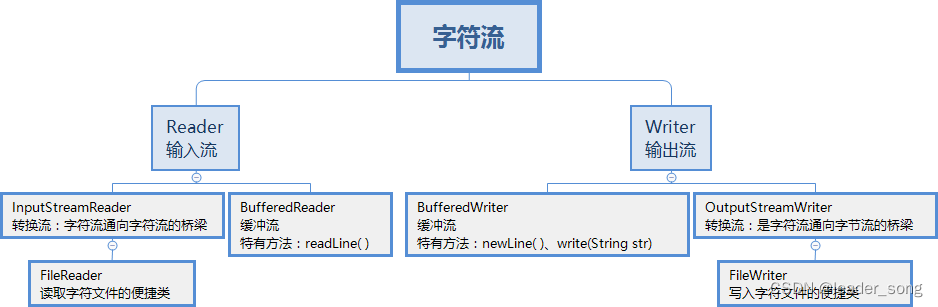 字符流
Reader
输入流
Writer
输出流
InputStreamReader
转换流：字符流通向字符流的桥梁
BufferedReader
缓冲流
特有方法：readLine( )
BufferedWriter
缓冲流
特有方法：newLine( )、write(String str)
OutputStreamWriter
转换流：是字符流通向字节流的桥梁
FileReader
读取字符文件的便捷类
FileWriter
写入字符文件的便捷类
CSDN @leader_song